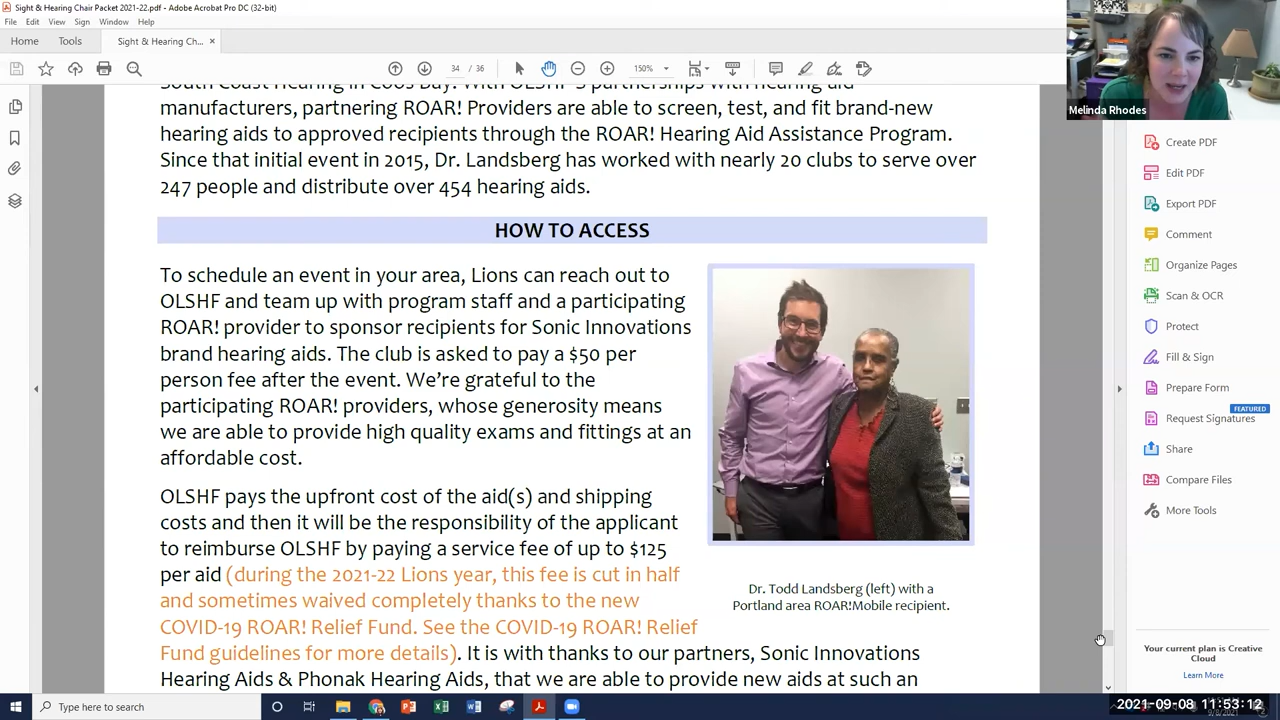 Sight & Hearing Chair Packet 2021-22.pdf - Adobe Acrobat Pro DC (32-bit)
File Edit View Sign Window Help
Home Tools Sight & Hearing Ch... ×
34 / 36 150%
Melinda Rhodes
manufacturers, partnering ROAR! Providers are able to screen, test, and fit brand-new
hearing aids to approved recipients through the ROAR! Hearing Aid Assistance Program.
Since that initial event in 2015, Dr. Landsberg has worked with nearly 20 clubs to serve over
247 people and distribute over 454 hearing aids.
HOW TO ACCESS
To schedule an event in your area, Lions can reach out to
OLSHF and team up with program staff and a participating
ROAR! provider to sponsor recipients for Sonic Innovations
brand hearing aids. The club is asked to pay a $50 per
person fee after the event. We’re grateful to the
participating ROAR! providers, whose generosity means
we are able to provide high quality exams and fittings at an
affordable cost.
OLSHF pays the upfront cost of the aid(s) and shipping
costs and then it will be the responsibility of the applicant
to reimburse OLSHF by paying a service fee of up to $125
per aid (during the 2021-22 Lions year, this fee is cut in half
and sometimes waived completely thanks to the new
COVID-19 ROAR! Relief Fund. See the COVID-19 ROAR! Relief
Fund guidelines for more details). It is with thanks to our partners, Sonic Innovations
Hearing Aids & Phonak Hearing Aids, that we are able to provide new aids at such an
Dr. Todd Landsberg (left) with a
Portland area ROAR!Mobile recipient.
Create PDF
Edit PDF
Export PDF
Comment
Organize Pages
Scan & OCR
Protect
Fill & Sign
Prepare Form
FEATURED
Request Signatures
Share
Compare Files
More Tools
Your current plan is Creative
Cloud
Learn More
Type here to search
2021-09-08 11:53:12